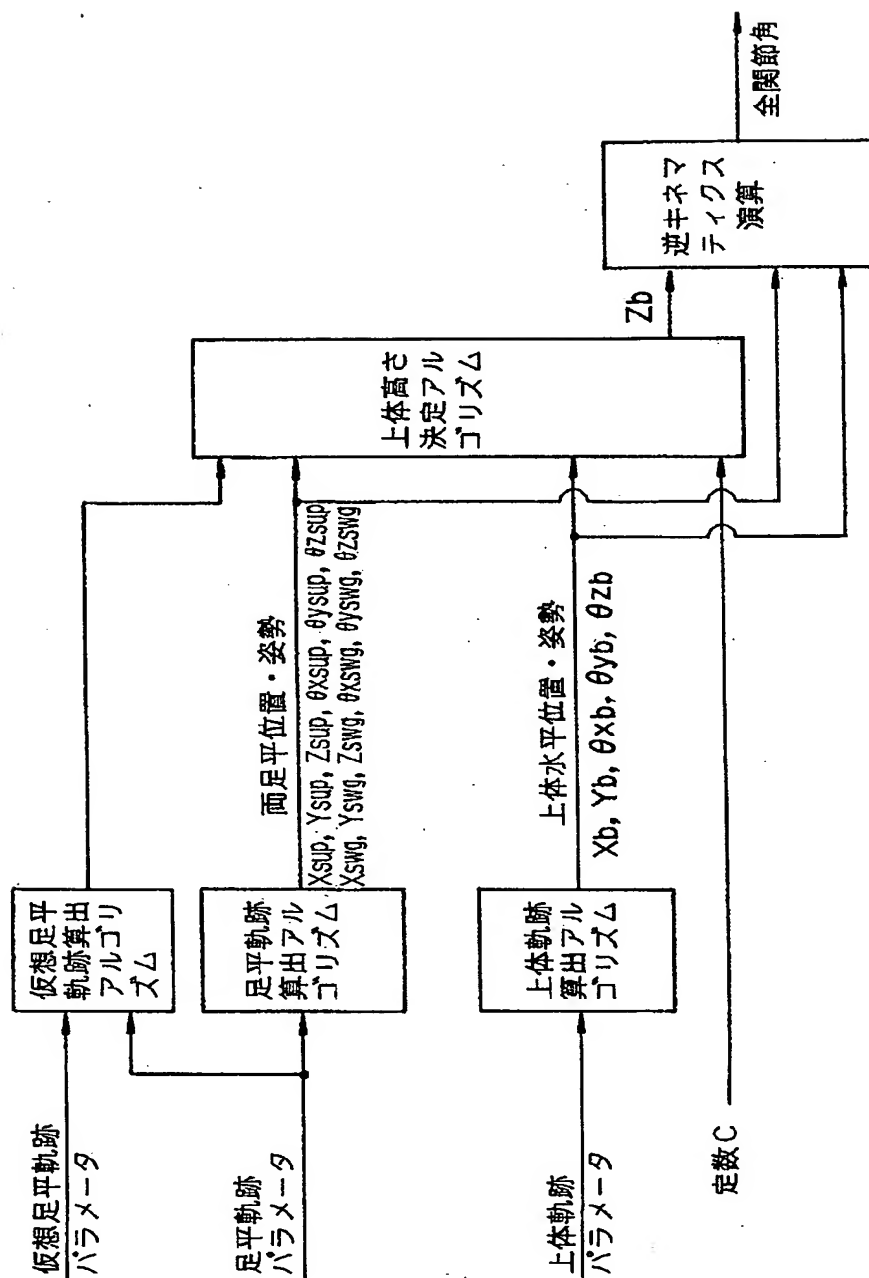 仮想足平軌跡
パラメータ
仮想足平
軌跡算出
アルゴリ
ズム
足平軌跡
パラメータ
足平軌跡
算出アル
ゴリズム
両足平位置・姿勢
Xsup, Ysup, Zsup, θxsup, θysup, θzsup
Xswg, Yswg, Zswg, θxswg, θyswg, θzswg
上体軌跡
パラメータ
上体軌跡
算出アル
ゴリズム
上体水平位置・姿勢
Xb, Yb, θxb, θyb, θzb
定数C
上体高さ
決定アル
ゴリズム
Zb
逆キネマ
ティクス
演算
全関節角